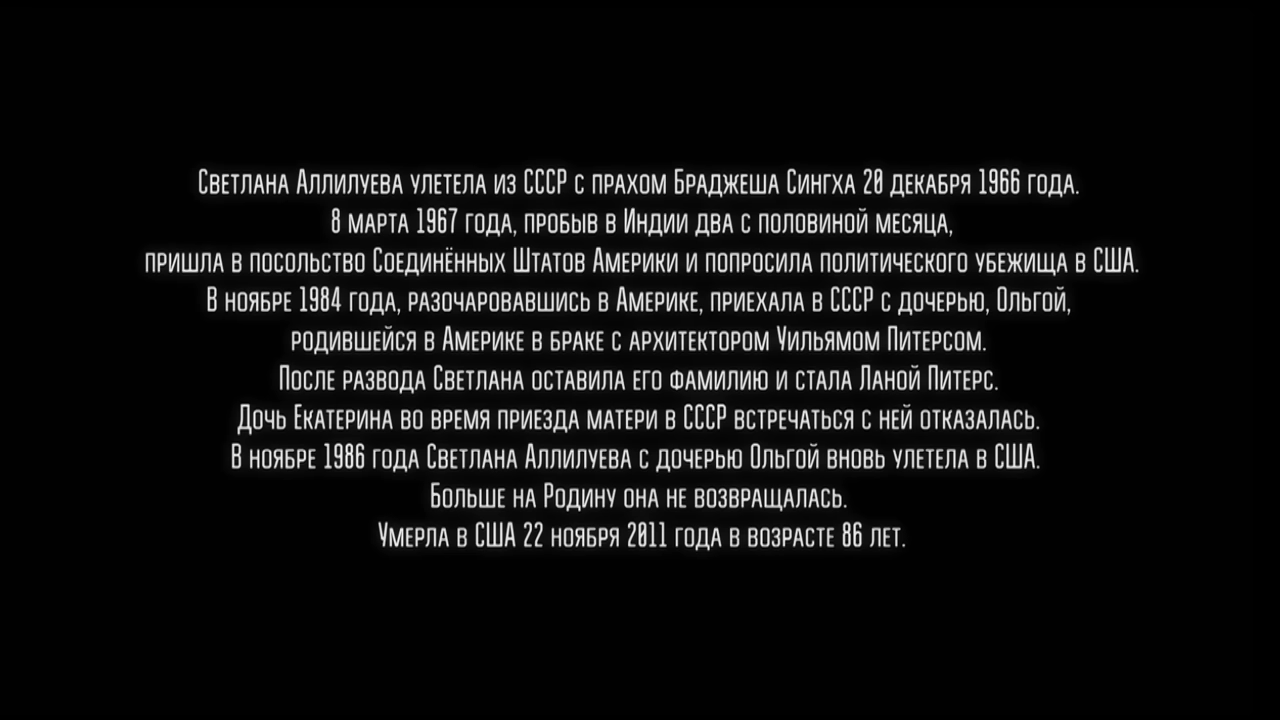 Светлана Аллилуева улетела из СССР с прахом Браджеша Сингха 20 декабря 1966 года.
8 марта 1967 года, пробыв в Индии два с половиной месяца,
пришла в посольство Соединённых Штатов Америки и попросила политического убежища в США.
В ноябре 1984 года, разочаровавшись в Америке, приехала в СССР с дочерью, Ольгой,
родившейся в Америке в браке с архитектором Уильямом Питерсом.
После развода Светлана оставила его фамилию и стала Ланой Питерс.
Дочь Екатерина во время приезда матери в СССР встречаться с ней отказалась.
В ноябре 1986 года Светлана Аллилуева с дочерью Ольгой вновь улетела в США.
Больше на Родину она не возвращалась.
Умерла в США 22 ноября 2011 года в возрасте 86 лет.